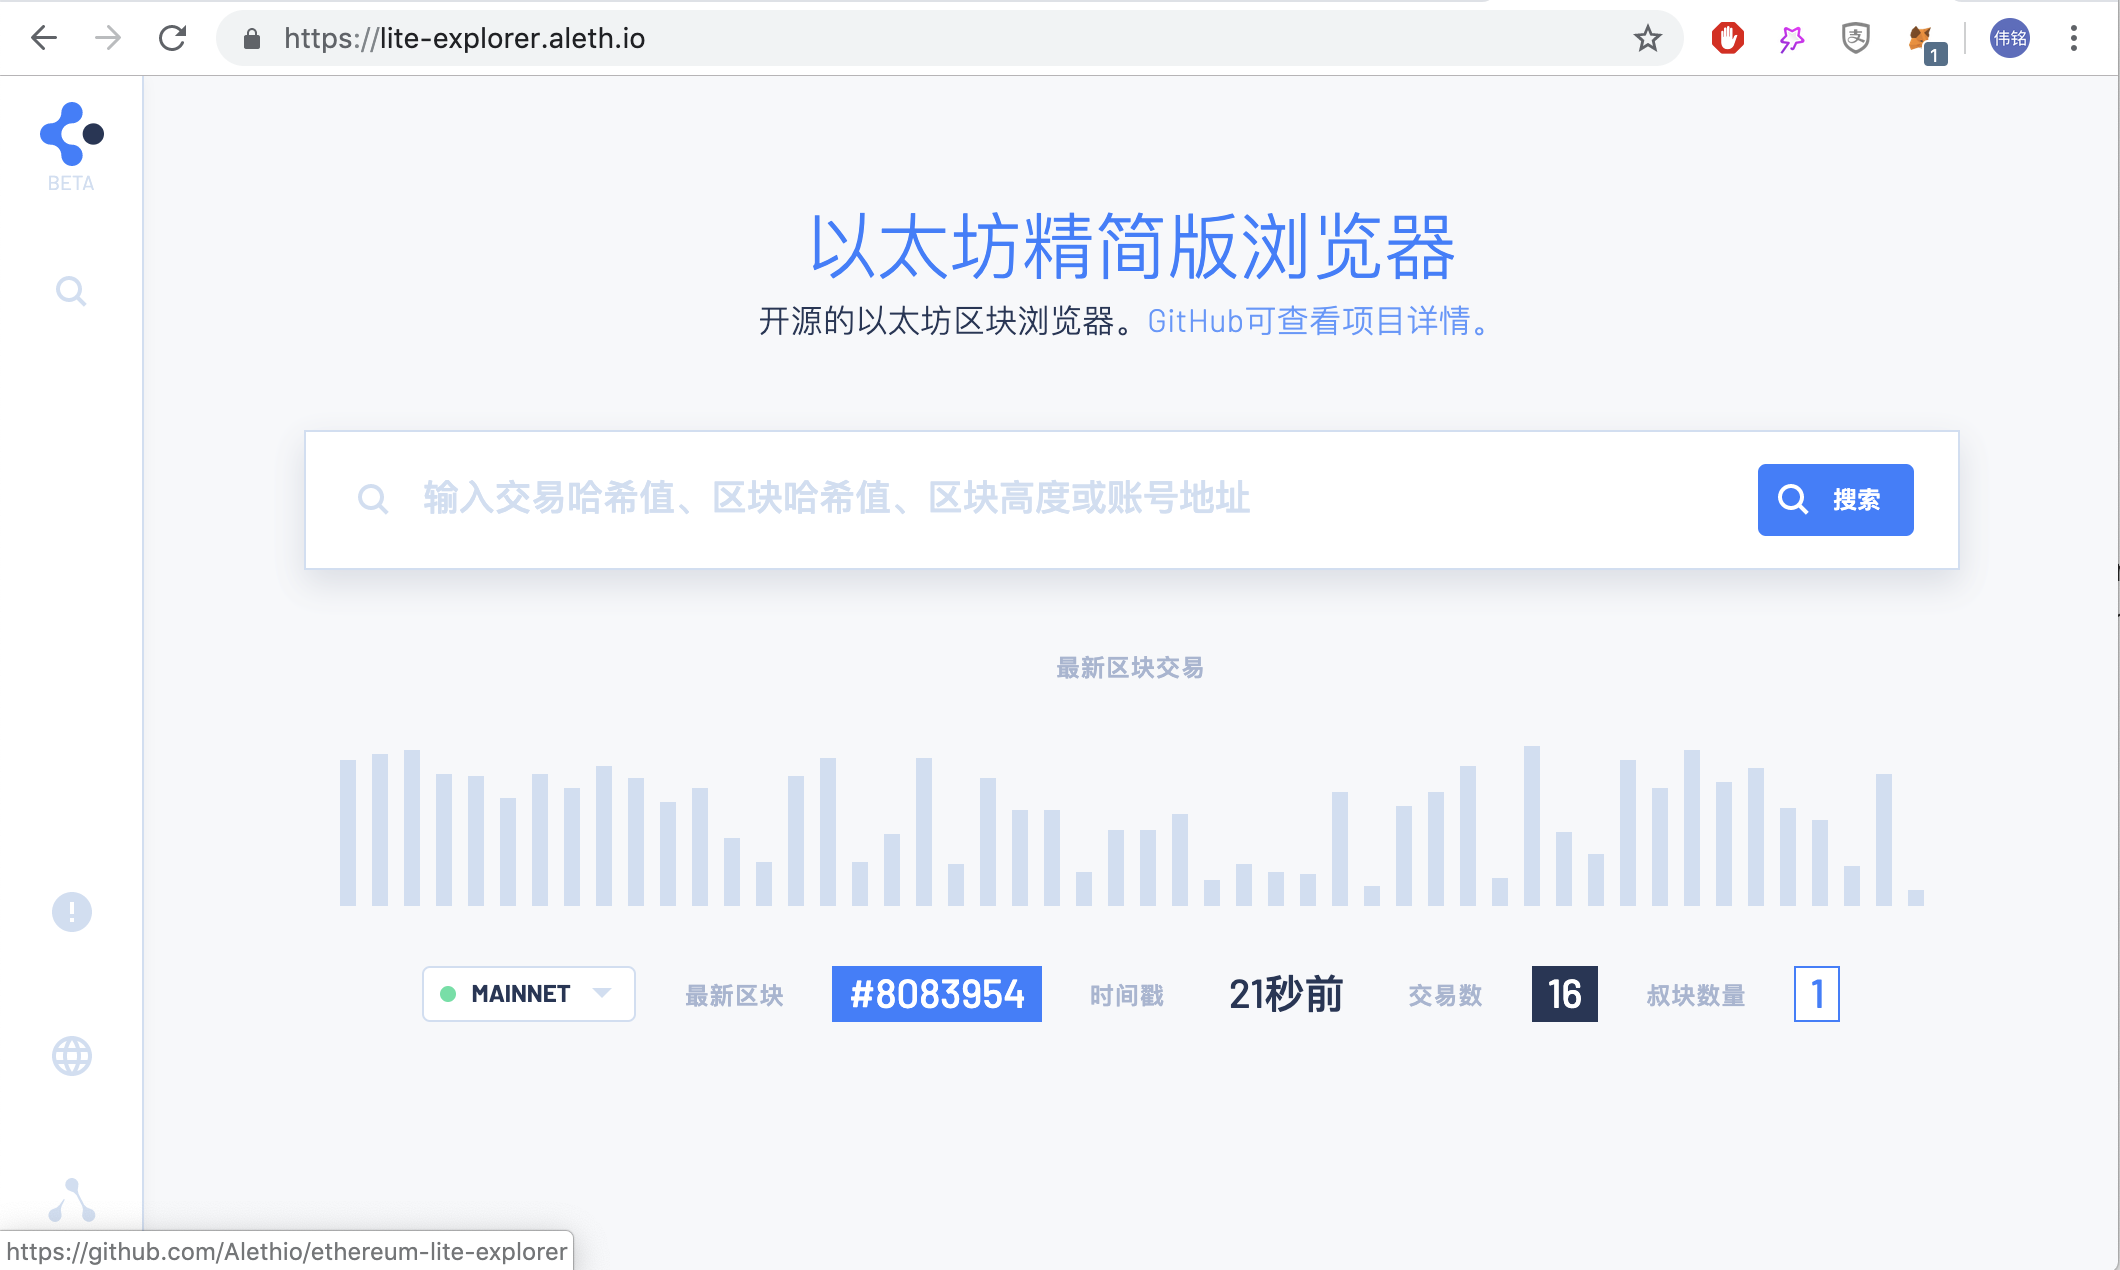 https://lite-explorer.aleth.io
支
1
伟铭
BETA
以太坊精简版浏览器
开源的以太坊区块浏览器。GitHub可查看项目详情。
输入交易哈希值、区块哈希值、区块高度或账号地址
搜索
最新区块交易
MAINNET 最新区块 #8083954 时间戳 21秒前 交易数 16 叔块数量 1
https://github.com/Alethio/ethereum-lite-explorer